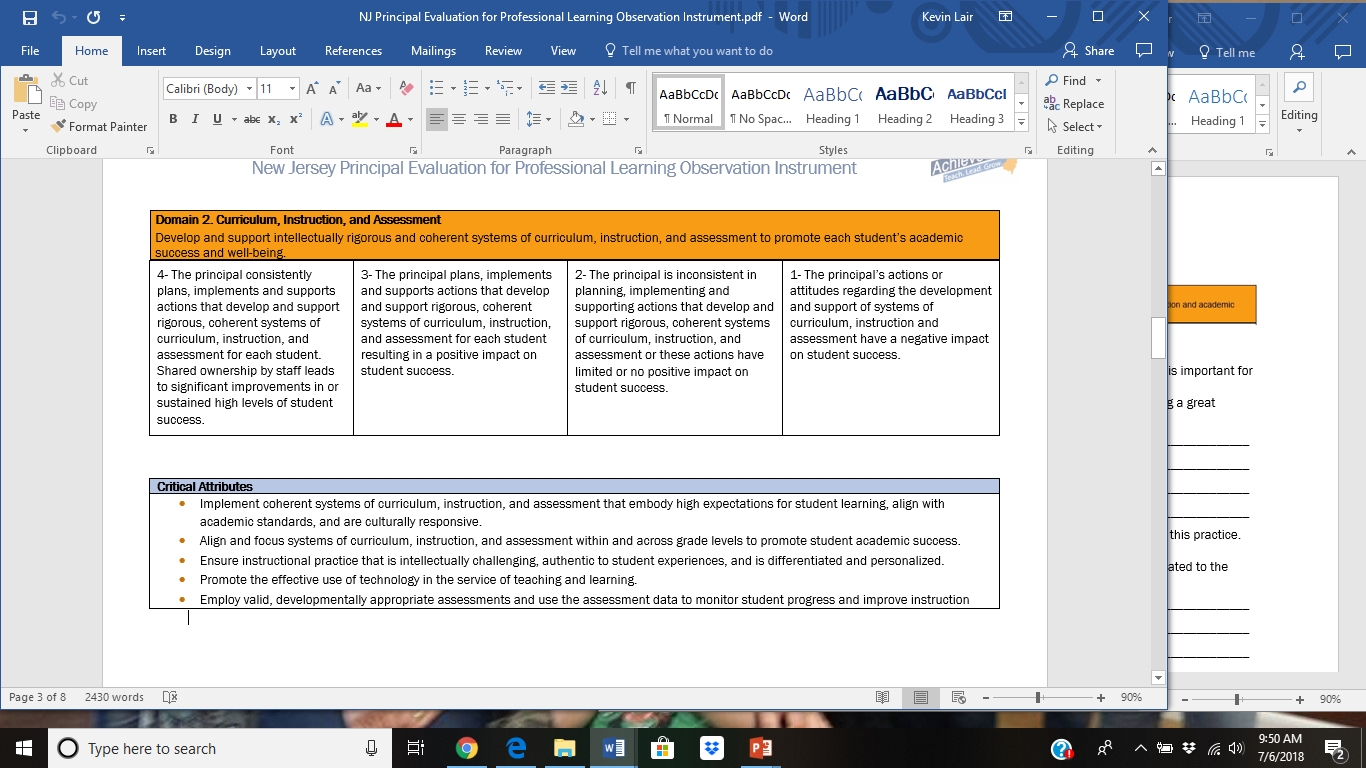 NJ Principal Evaluation for Professional Learning Observation Instrument.pdf - Word
Kevin Lair
File Home Insert Design Layout References Mailings Review View Tell me what you want to do Share
Tell me
Cut
Copy
Format Painter
Paste
Clipboard
Calibri (Body) 11
Font
Paragraph
AaBbCcDc AaBbCcDc AaBbCc AaBbC AaBbCcI
¶ Normal ¶ No Spac... Heading 1 Heading 2 Heading 3
Styles
Find
Replace
Select
Editing
AaBbCc
Heading 1
Editing
New Jersey Principal Evaluation for Professional Learning Observation Instrument
Achieve
Teach. Lead. Grow.
Domain 2. Curriculum, Instruction, and Assessment
Develop and support intellectually rigorous and coherent systems of curriculum, instruction, and assessment to promote each student's academic
success and well-being.
4- The principal consistently
plans, implements and supports
actions that develop and support
rigorous, coherent systems of
curriculum, instruction, and
assessment for each student.
Shared ownership by staff leads
to significant improvements in or
sustained high levels of student
success.
3- The principal plans, implements
and supports actions that develop
and support rigorous, coherent
systems of curriculum, instruction,
and assessment for each student
resulting in a positive impact on
student success.
2- The principal is inconsistent in
planning, implementing and
supporting actions that develop and
support rigorous, coherent systems
of curriculum, instruction, and
assessment or these actions have
limited or no positive impact on
student success.
1- The principal's actions or
attitudes regarding the development
and support of systems of
curriculum, instruction and
assessment have a negative impact
on student success.
Critical Attributes
• Implement coherent systems of curriculum, instruction, and assessment that embody high expectations for student learning, align with
academic standards, and are culturally responsive.
• Align and focus systems of curriculum, instruction, and assessment within and across grade levels to promote student academic success.
• Ensure instructional practice that is intellectually challenging, authentic to student experiences, and is differentiated and personalized.
• Promote the effective use of technology in the service of teaching and learning.
• Employ valid, developmentally appropriate assessments and use the assessment data to monitor student progress and improve instruction
and academic
is important for
a great
this practice.
ated to the
Page 3 of 8 2430 words
90%
90%
Type here to search
9:50 AM
7/6/2018
2